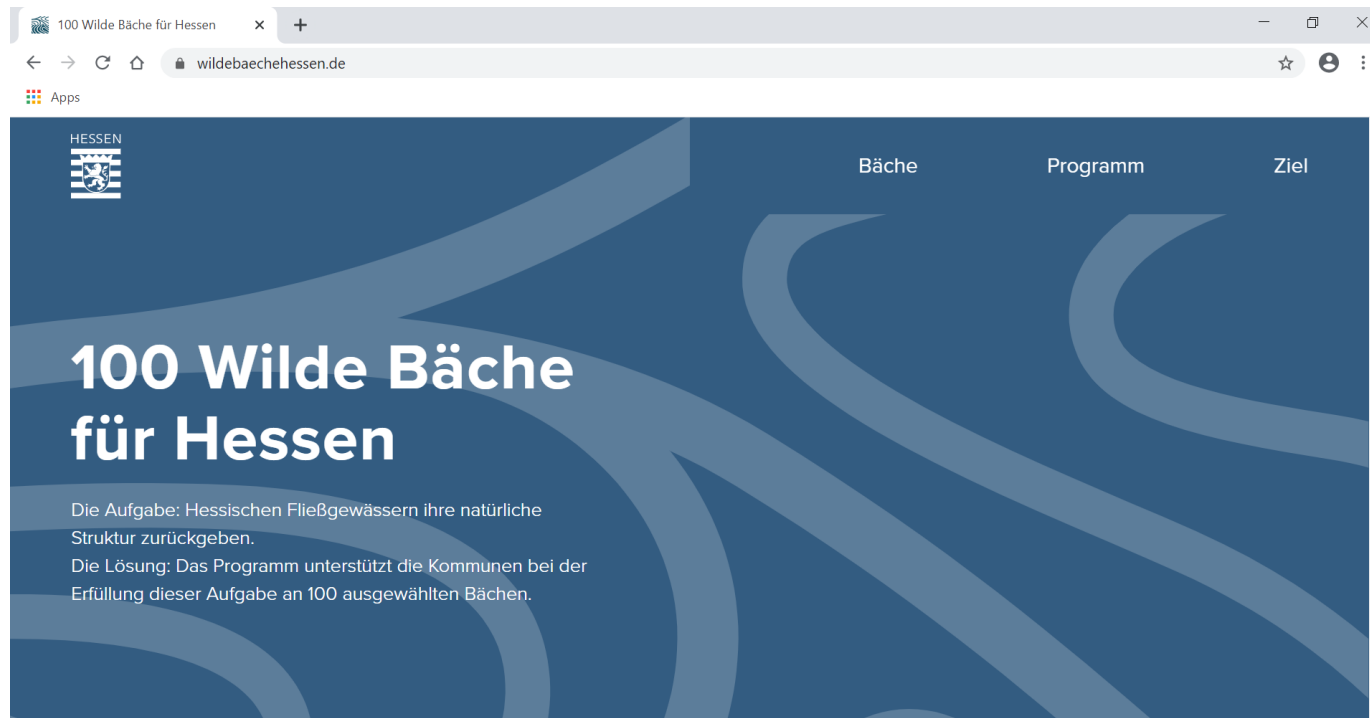 100 Wilde Bäche für Hessen
wildebaechehessen.de
Apps
HESSEN
Bäche
Programm
Ziel
100 Wilde Bäche
für Hessen
Die Aufgabe: Hessischen Fließgewässern ihre natürliche
Struktur zurückgeben.
Die Lösung: Das Programm unterstützt die Kommunen bei der
Erfüllung dieser Aufgabe an 100 ausgewählten Bächen.